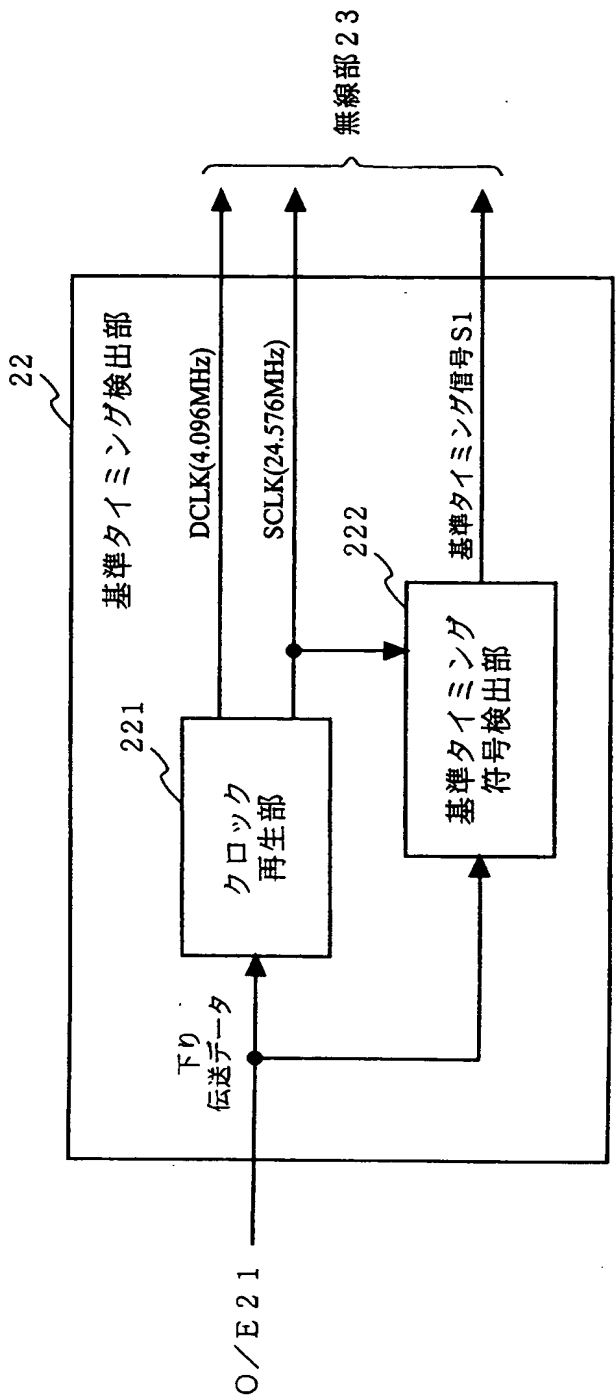 22
基準タイミング検出部
O／E21
下り
伝送データ
221
クロック
再生部
DCLK(4.096MHz)
SCLK(24.576MHz)
222
基準タイミング
符号検出部
基準タイミング信号S1
無線部23